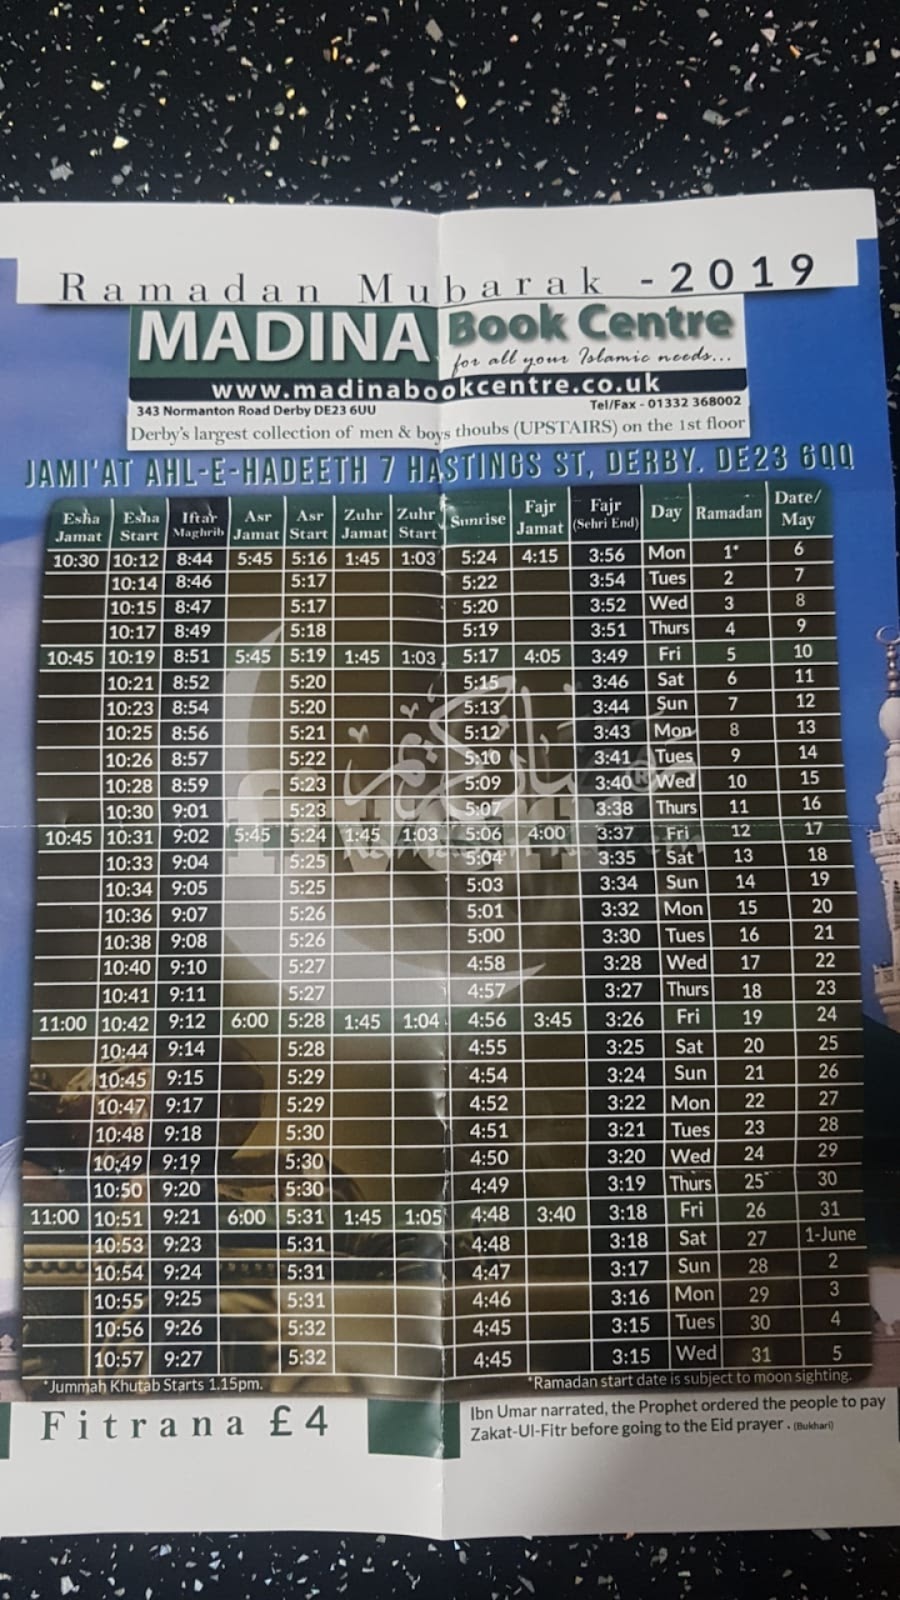 Ramadan Mubarak - 2019
MADINA Book Centre
for all your Islamic needs...
www.madinabookcentre.co.uk
343 Normanton Road Derby DE23 6UU Tel/Fax - 01332 368002
Derby's largest collection of men & boys thoubs (UPSTAIRS) on the 1st floor
JAMI'AT AHL-E-HADEETH 7 HASTINGS ST, DERBY. DE23 6QQ
Esha Jamat Esha Start Iftar Maghrib Asr Jamat Asr Start Zuhr Jamat Zuhr Start Sunrise Fajr Jamat Fajr (Sehri End) Day Ramadan Date/ May
10:30 10:12 8:44 5:45 5:16 1:45 1:03 5:24 4:15 3:56 Mon 1* 6
10:14 8:46 5:17 5:22 3:54 Tues 2 7
10:15 8:47 5:17 5:20 3:52 Wed 3 8
10:17 8:49 5:18 5:19 3:51 Thurs 4 9
10:45 10:19 8:51 5:45 5:19 1:45 1:03 5:17 4:05 3:49 Fri 5 10
10:21 8:52 5:20 5:15 3:46 Sat 6 11
10:23 8:54 5:20 5:13 3:44 Sun 7 12
10:25 8:56 5:21 5:12 3:43 Mon 8 13
10:26 8:57 5:22 5:10 3:41 Tues 9 14
10:28 8:59 5:23 5:09 3:40 Wed 10 15
10:30 9:01 5:23 5:07 3:38 Thurs 11 16
10:45 10:31 9:02 5:45 5:24 1:45 1:03 5:06 4:00 3:37 Fri 12 17
10:33 9:04 5:25 5:04 3:35 Sat 13 18
10:34 9:05 5:25 5:03 3:34 Sun 14 19
10:36 9:07 5:26 5:01 3:32 Mon 15 20
10:38 9:08 5:26 5:00 3:30 Tues 16 21
10:40 9:10 5:27 4:58 3:28 Wed 17 22
10:41 9:11 5:27 4:57 3:27 Thurs 18 23
11:00 10:42 9:12 6:00 5:28 1:45 1:04 4:56 3:45 3:26 Fri 19 24
10:44 9:14 5:28 4:55 3:25 Sat 20 25
10:45 9:15 5:29 4:54 3:24 Sun 21 26
10:47 9:17 5:29 4:52 3:22 Mon 22 27
10:48 9:18 5:30 4:51 3:21 Tues 23 28
10:49 9:19 5:30 4:50 3:20 Wed 24 29
10:50 9:20 5:30 4:49 3:19 Thurs 25 30
11:00 10:51 9:21 6:00 5:31 1:45 1:05 4:48 3:40 3:18 Fri 26 31
10:53 9:23 5:31 4:48 3:18 Sat 27 1-June
10:54 9:24 5:31 4:47 3:17 Sun 28 2
10:55 9:25 5:31 4:46 3:16 Mon 29 3
10:56 9:26 5:32 4:45 3:15 Tues 30 4
10:57 9:27 5:32 4:45 3:15 Wed 31 5
*Jummah Khutab Starts 1.15pm. *Ramadan start date is subject to moon sighting.
Fitrana £4
Ibn Umar narrated, the Prophet ordered the people to pay
Zakat-Ul-Fitr before going to the Eid prayer. (Bukhari)